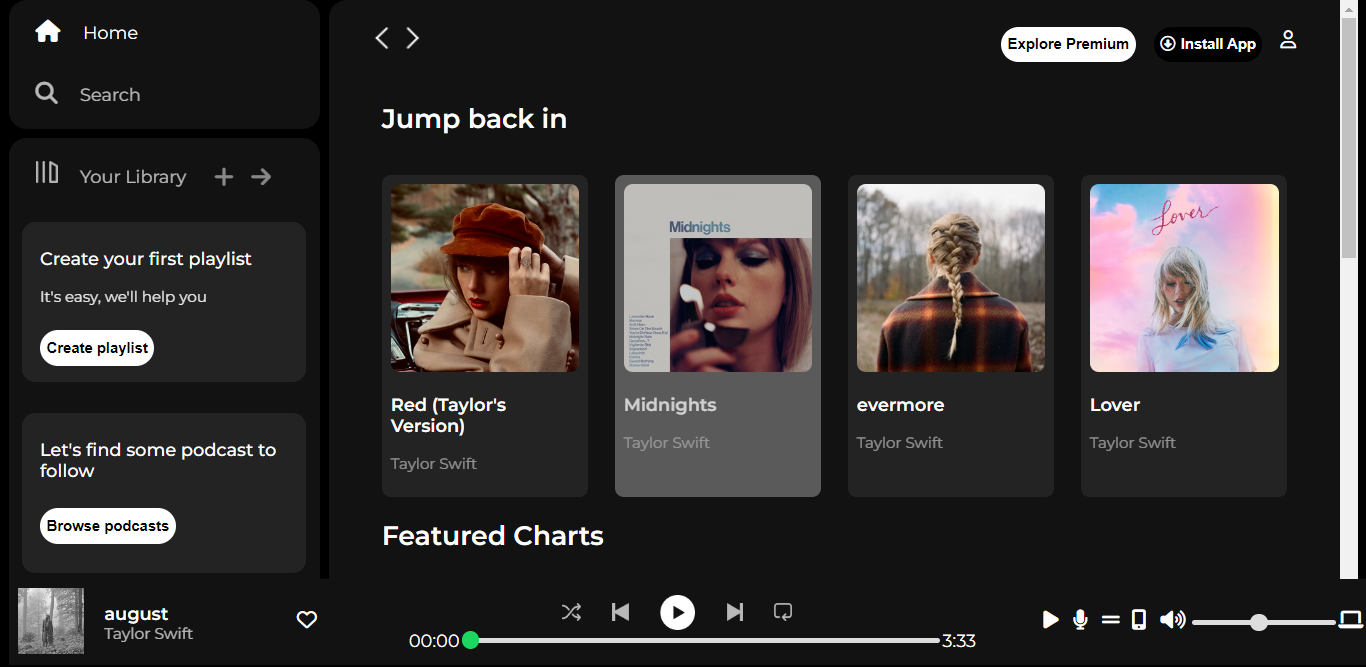 Home
Search
Your Library
Create your first playlist
It's easy, we'll help you
Create playlist
Let's find some podcast to
follow
Browse podcasts
Explore Premium
Install App
Jump back in
Midnights
Lover
Red (Taylor's
Version)
Taylor Swift
Midnights
Taylor Swift
evermore
Taylor Swift
Lover
Taylor Swift
Featured Charts
august
Taylor Swift
00:00
3:33